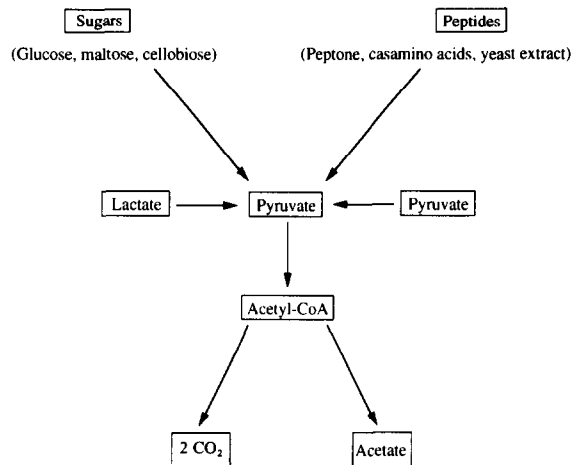 Sugars
(Glucose, maltose, cellobiose)
Peptides
(Peptone, casamino acids, yeast extract)
Lactate
Pyruvate
Pyruvate
Acetyl-CoA
2 CO₂
Acetate